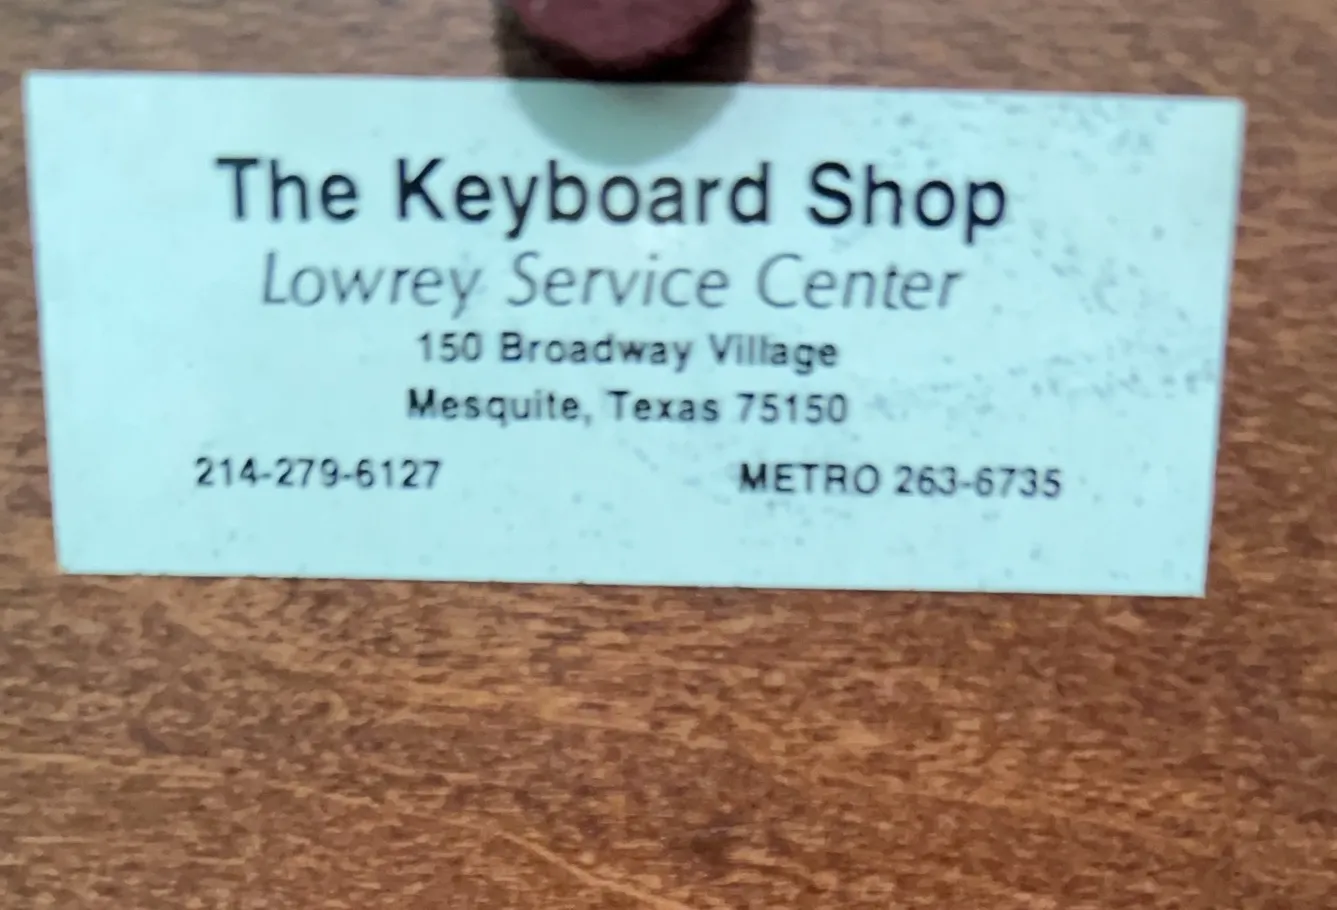 The Keyboard Shop
Lowrey Service Center
150 Broadway Village
Mesquite, Texas 75150
214-279-6127 METRO 263-6735